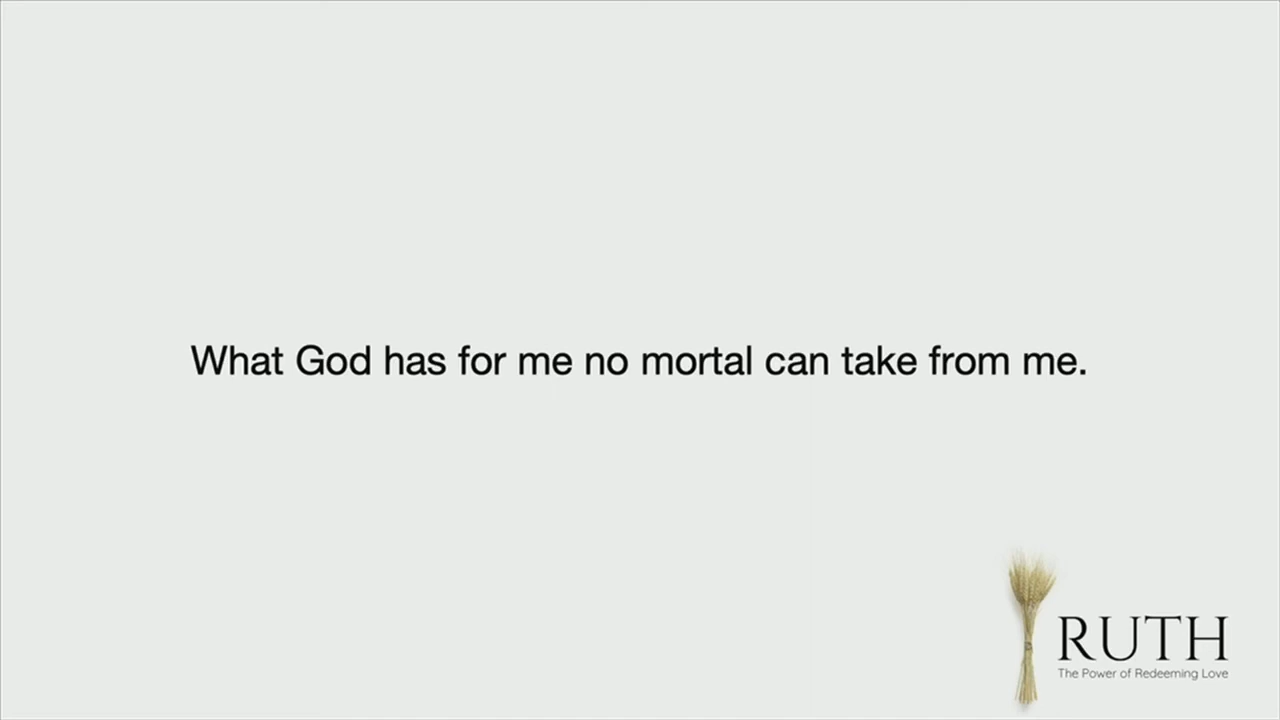 What God has for me no mortal can take from me.
RUTH
The Power of Redeeming Love